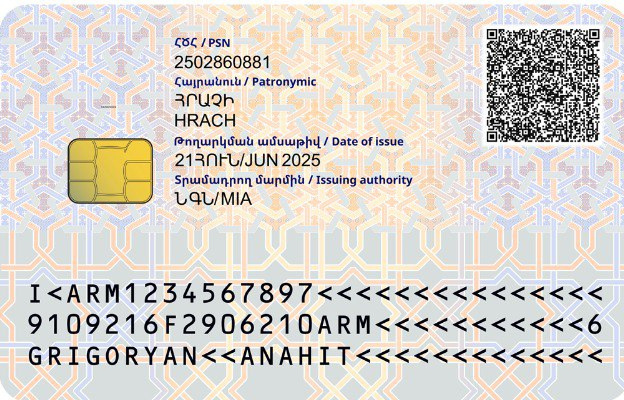 ՀԾՀ / PSN
2502860881
Հայրանուն / Patronymic
ՀՐԱՉԻ
HRACH
Թողարկման ամսաթիվ / Date of issue
21ՀՈՒՆ/JUN 2025
Տրամադրող մարմին / Issuing authority
ՆԳՆ/MIA
I<ARM1234567897<<<<<<<<<<<<<<<
9109216F2906210ARM<<<<<<<<<<<6
GRIGORYAN<<ANAHIT<<<<<<<<<<<<<